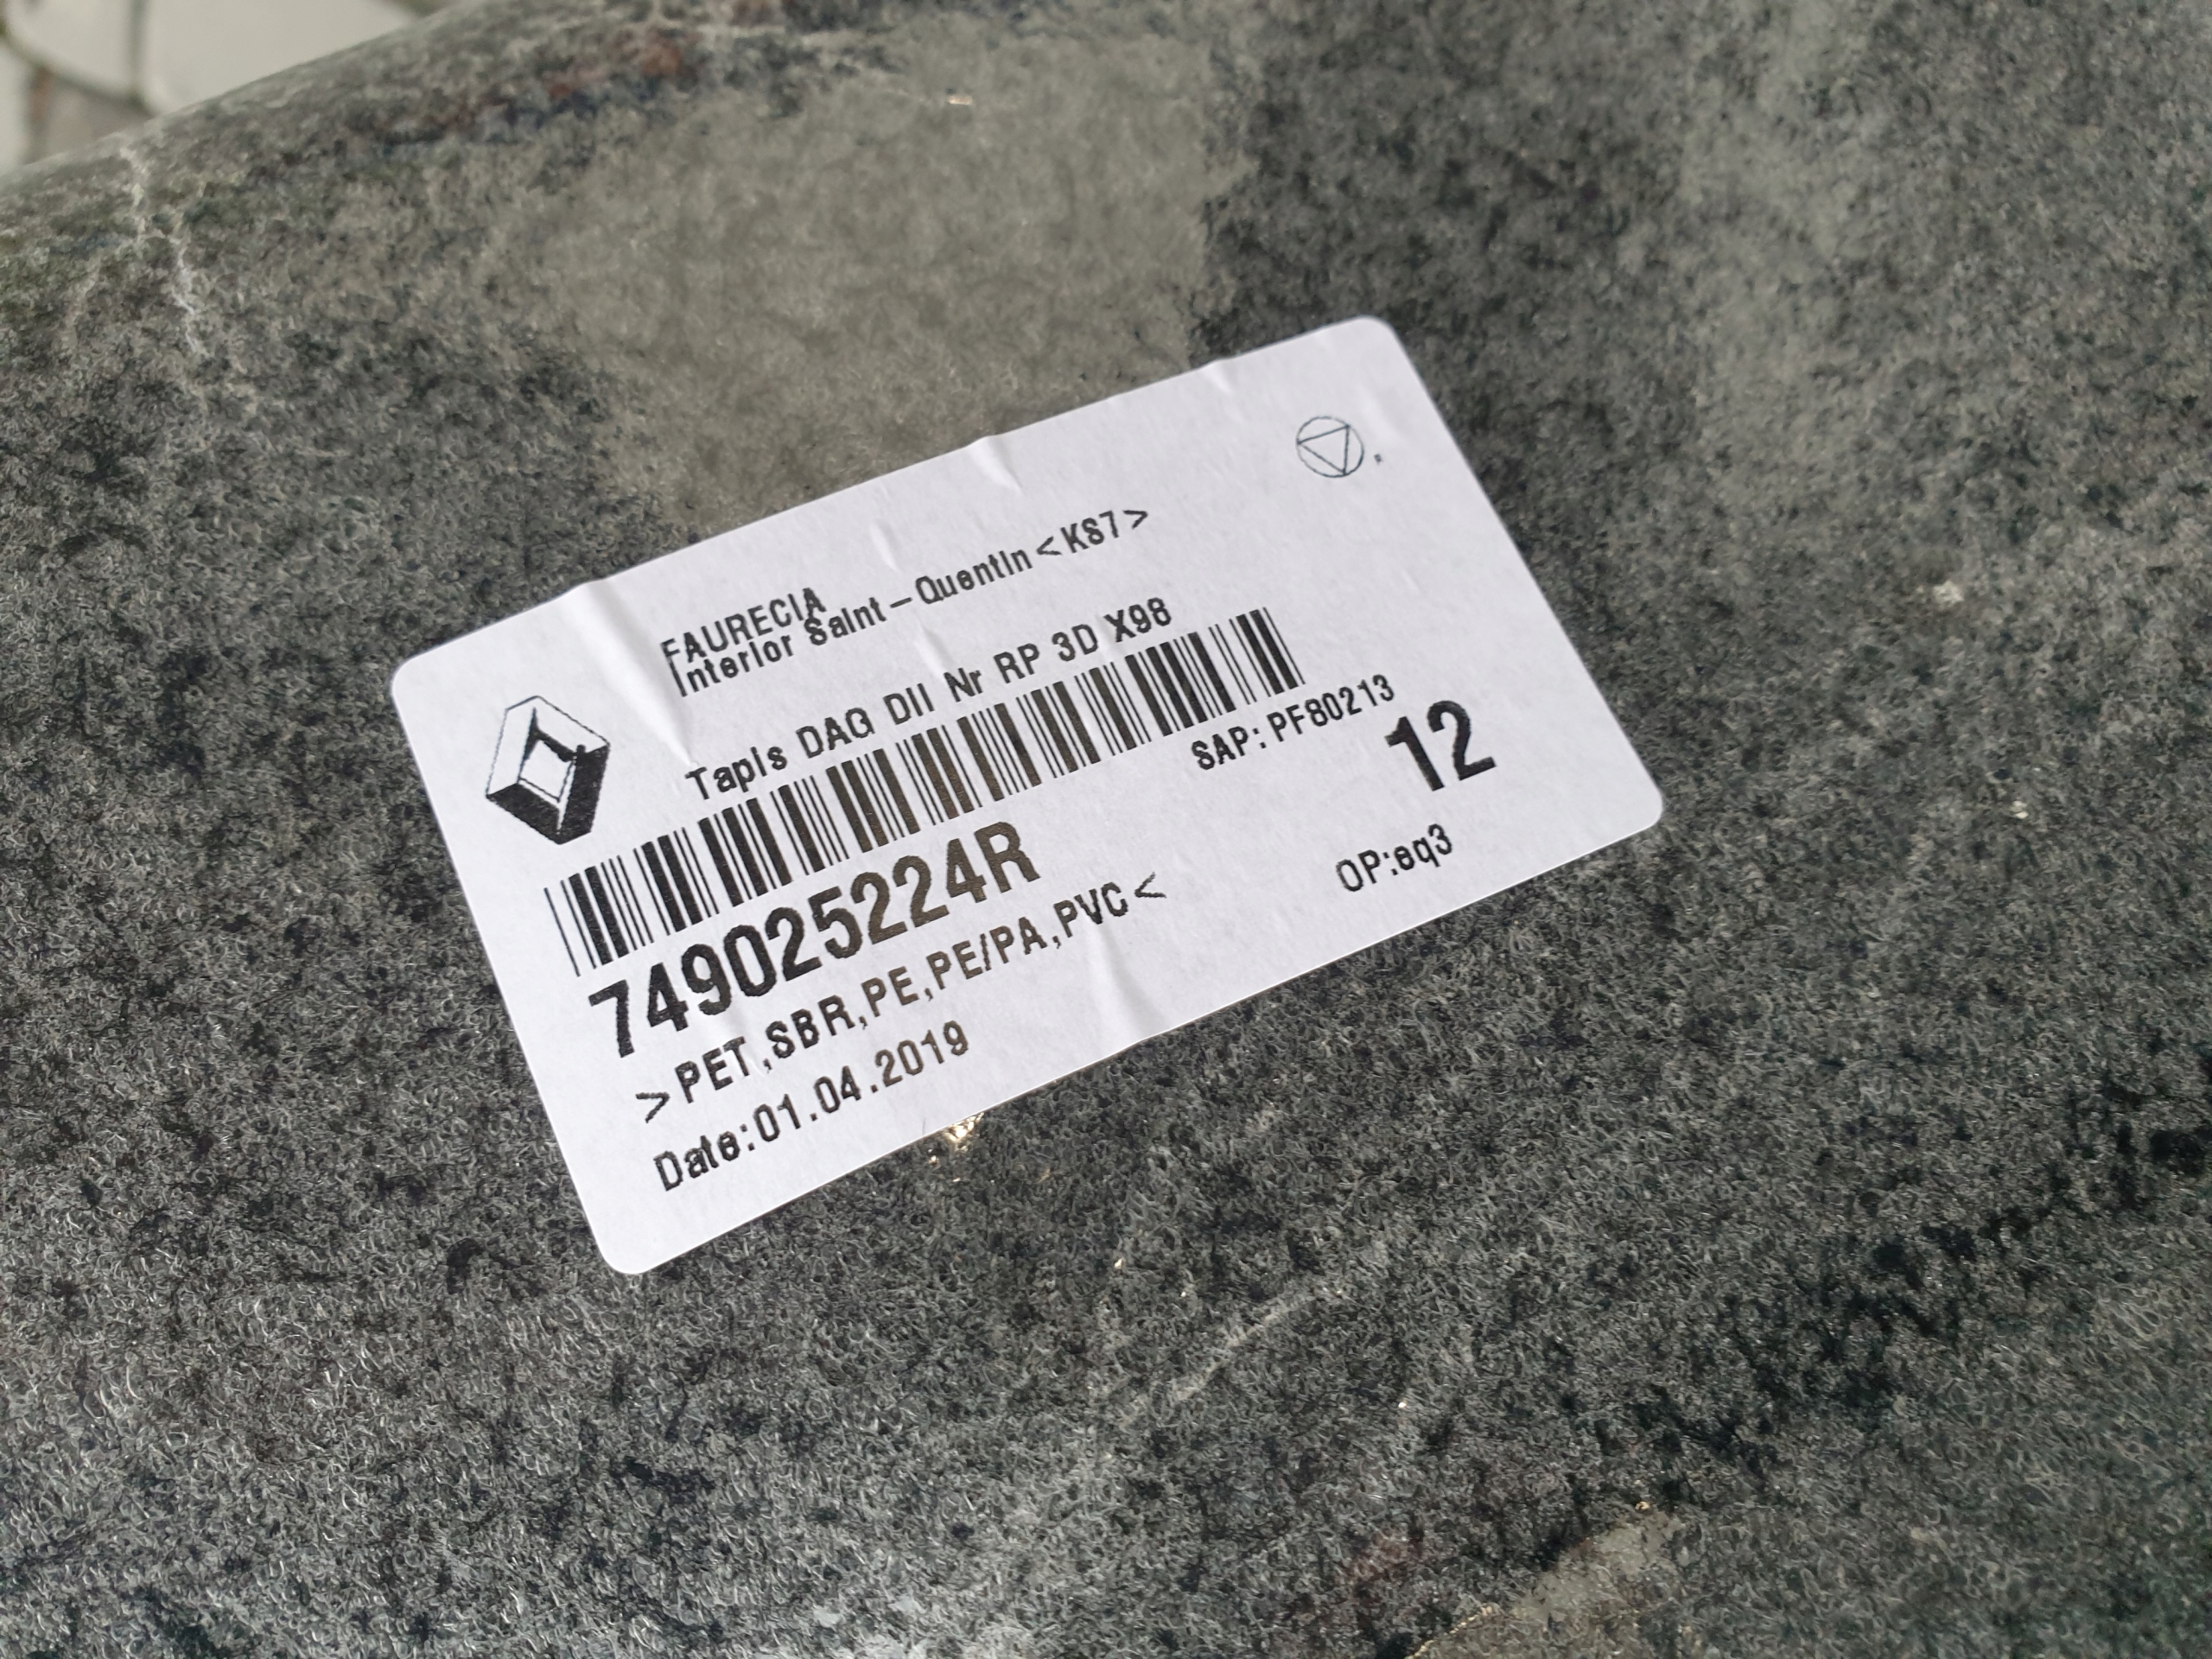 FAURECIA
Interior Saint-Quentin <KS7>
Tapis DAG DII Nr RP 3D X98
SAP: PF80213
749025224R
12
>PET,SBR,PE,PE/PA,PVC<
OP:eq3
Date:01.04.2019